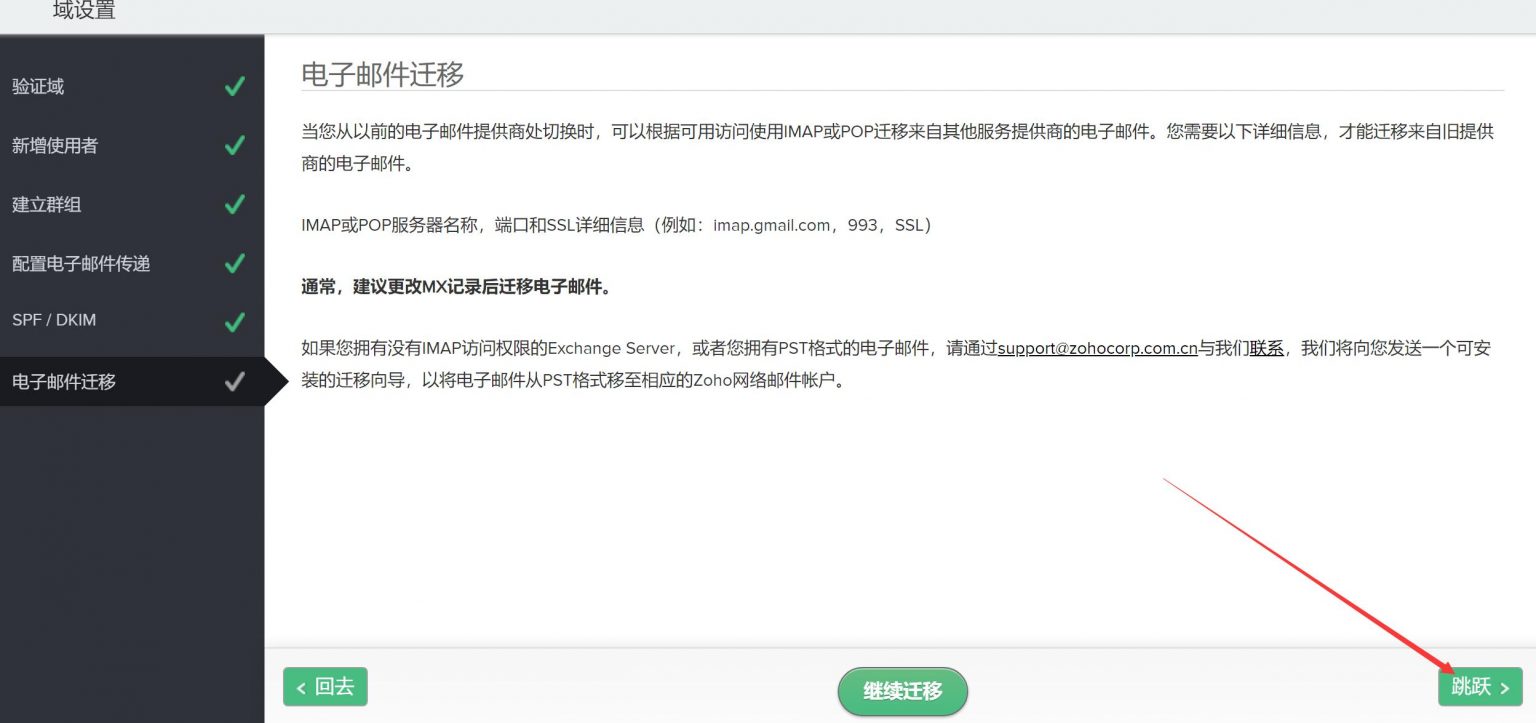 域设置
验证域
新增使用者
建立群组
配置电子邮件传递
SPF / DKIM
电子邮件迁移
电子邮件迁移
当您从以前的电子邮件提供商处切换时，可以根据可用访问使用IMAP或POP迁移来自其他服务提供商的电子邮件。您需要以下详细信息，才能迁移来自旧提供
商的电子邮件。
IMAP或POP服务器名称，端口和SSL详细信息（例如：imap.gmail.com，993，SSL）
通常，建议更改MX记录后迁移电子邮件。
如果您拥有没有IMAP访问权限的Exchange Server，或者您拥有PST格式的电子邮件，请通过support@zohocorp.com.cn与我们联系，我们将向您发送一个可安
装的迁移向导，以将电子邮件从PST格式移至相应的Zoho网络邮件帐户。
< 回去
继续迁移
跳跃 >